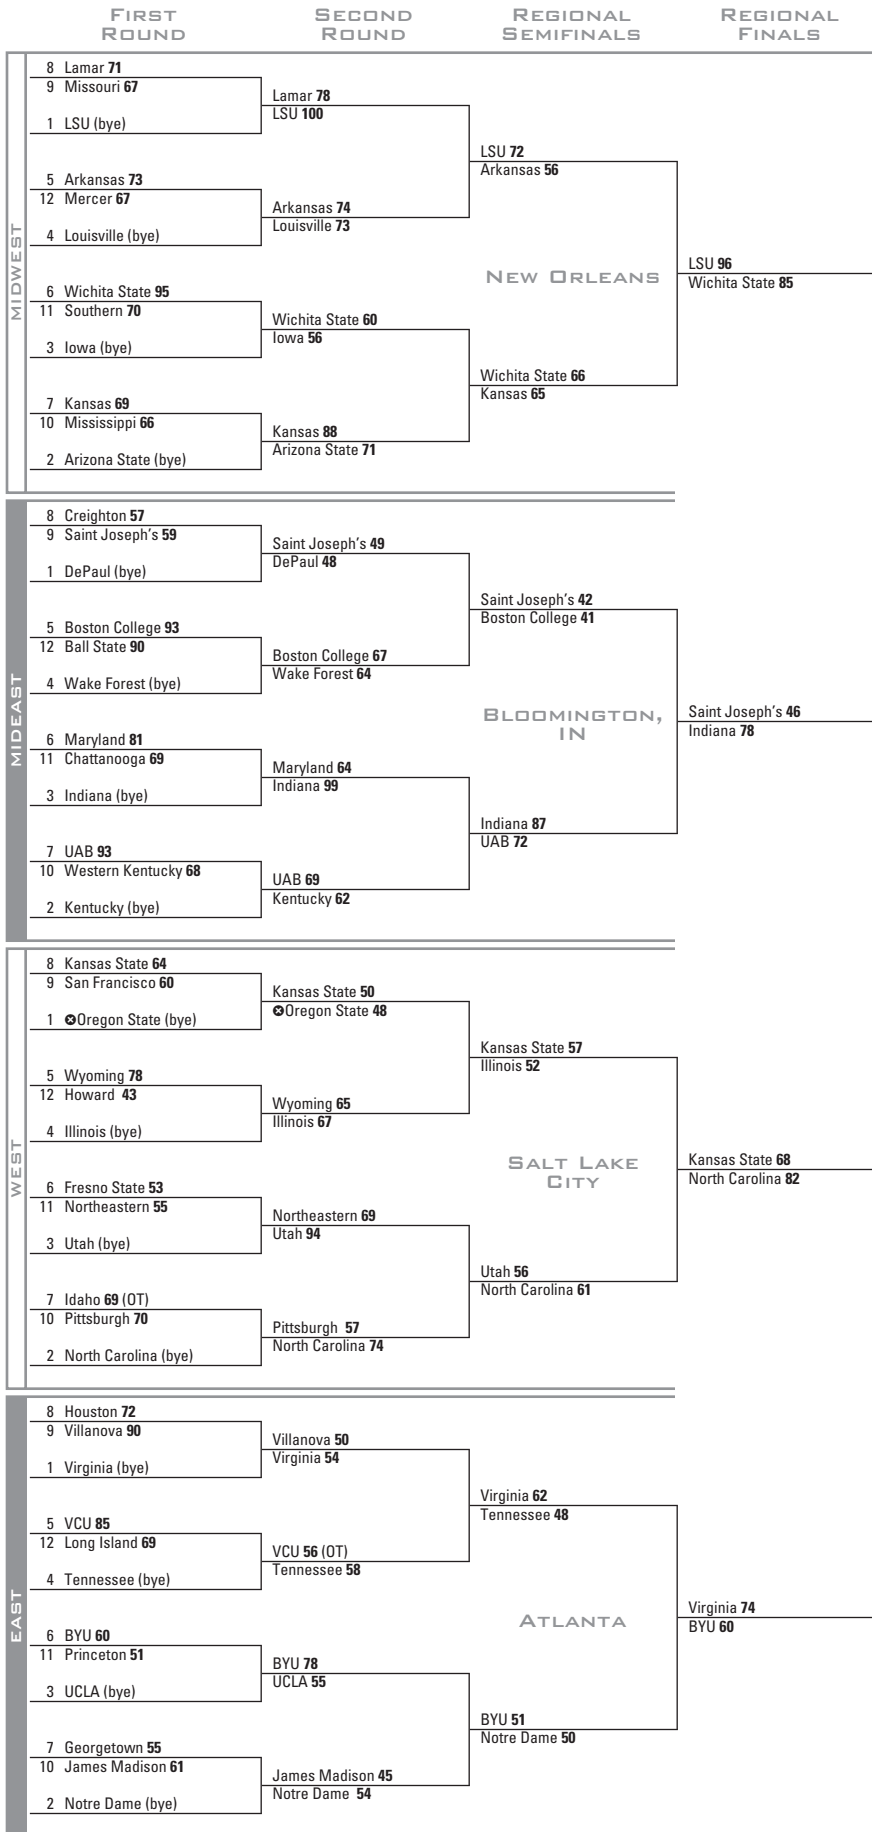 FIRST ROUND
SECOND ROUND
REGIONAL SEMIFINALS
REGIONAL FINALS
MIDWEST
8 Lamar 71
9 Missouri 67
1 LSU (bye)
5 Arkansas 73
12 Mercer 67
4 Louisville (bye)
6 Wichita State 95
11 Southern 70
3 Iowa (bye)
7 Kansas 69
10 Mississippi 66
2 Arizona State (bye)
Lamar 78
LSU 100
Arkansas 74
Louisville 73
Wichita State 60
Iowa 56
Kansas 88
Arizona State 71
LSU 72
Arkansas 56
NEW ORLEANS
Wichita State 66
Kansas 65
LSU 96
Wichita State 85
MIDEAST
8 Creighton 57
9 Saint Joseph's 59
1 DePaul (bye)
5 Boston College 93
12 Ball State 90
4 Wake Forest (bye)
6 Maryland 81
11 Chattanooga 69
3 Indiana (bye)
7 UAB 93
10 Western Kentucky 68
2 Kentucky (bye)
Saint Joseph's 49
DePaul 48
Boston College 67
Wake Forest 64
Maryland 64
Indiana 99
UAB 69
Kentucky 62
Saint Joseph's 42
Boston College 41
BLOOMINGTON,
IN
Indiana 87
UAB 72
Saint Joseph's 46
Indiana 78
WEST
8 Kansas State 64
9 San Francisco 60
1 ✪Oregon State (bye)
5 Wyoming 78
12 Howard 43
4 Illinois (bye)
6 Fresno State 53
11 Northeastern 55
3 Utah (bye)
7 Idaho 69 (OT)
10 Pittsburgh 70
2 North Carolina (bye)
Kansas State 50
✪Oregon State 48
Wyoming 65
Illinois 67
Northeastern 69
Utah 94
Pittsburgh 57
North Carolina 74
Kansas State 57
Illinois 52
SALT LAKE
CITY
Utah 56
North Carolina 61
Kansas State 68
North Carolina 82
EAST
8 Houston 72
9 Villanova 90
1 Virginia (bye)
5 VCU 85
12 Long Island 69
4 Tennessee (bye)
6 BYU 60
11 Princeton 51
3 UCLA (bye)
7 Georgetown 55
10 James Madison 61
2 Notre Dame (bye)
Villanova 50
Virginia 54
VCU 56 (OT)
Tennessee 58
BYU 78
UCLA 55
James Madison 45
Notre Dame 54
Virginia 62
Tennessee 48
ATLANTA
BYU 51
Notre Dame 50
Virginia 74
BYU 60